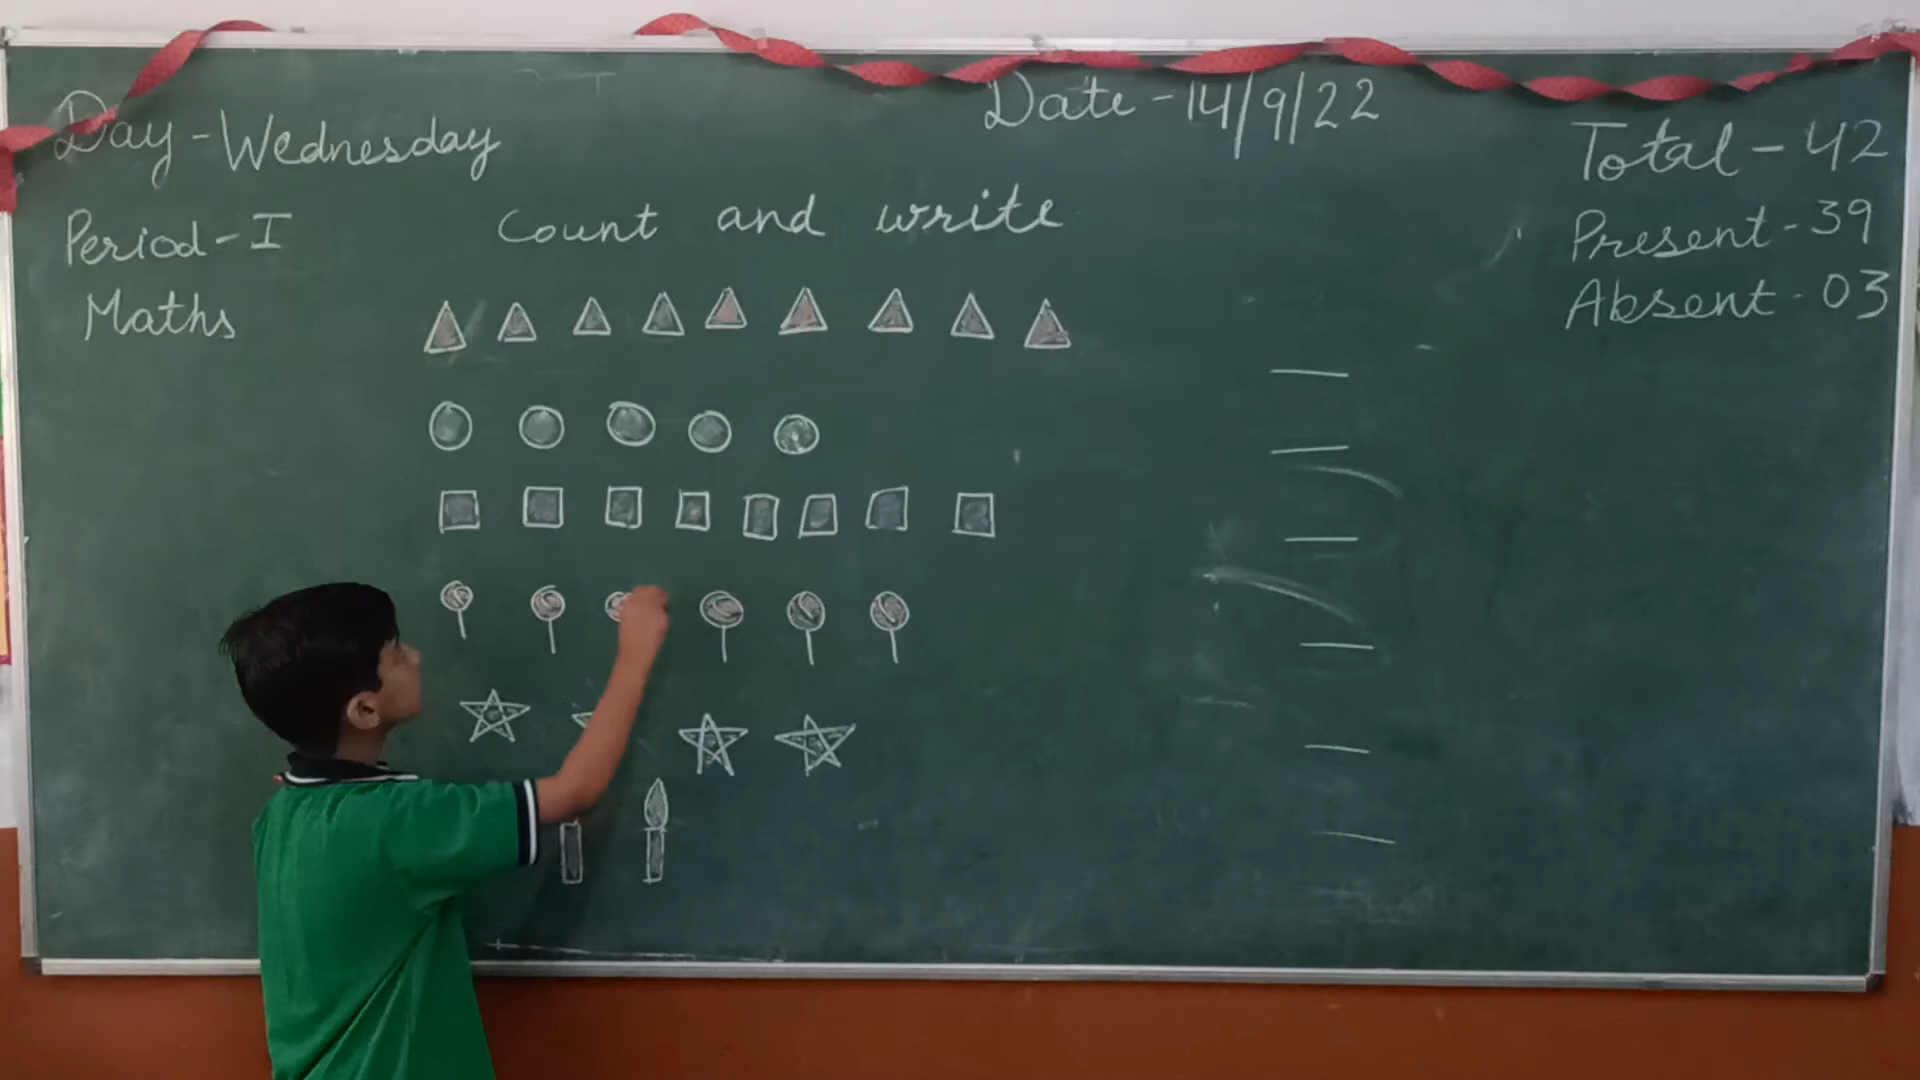 Day - Wednesday
Date - 14/9/22
Total - 42
Period - I
Count and write
Present - 39
Maths
Absent - 03